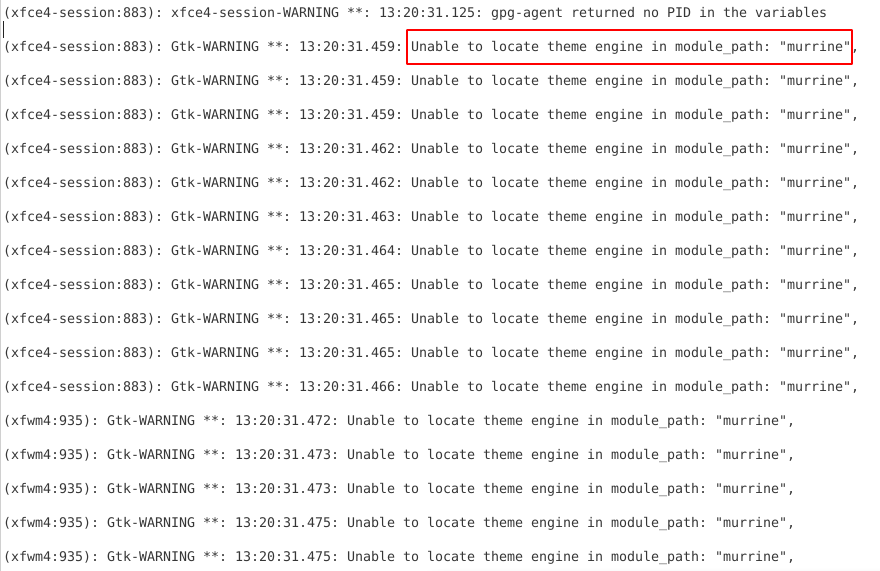 (xfce4-session:883): xfce4-session-WARNING **: 13:20:31.125: gpg-agent returned no PID in the variables
(xfce4-session:883): Gtk-WARNING **: 13:20:31.459: Unable to locate theme engine in module_path: "murrine",
(xfce4-session:883): Gtk-WARNING **: 13:20:31.459: Unable to locate theme engine in module_path: "murrine",
(xfce4-session:883): Gtk-WARNING **: 13:20:31.459: Unable to locate theme engine in module_path: "murrine",
(xfce4-session:883): Gtk-WARNING **: 13:20:31.462: Unable to locate theme engine in module_path: "murrine",
(xfce4-session:883): Gtk-WARNING **: 13:20:31.462: Unable to locate theme engine in module_path: "murrine",
(xfce4-session:883): Gtk-WARNING **: 13:20:31.463: Unable to locate theme engine in module_path: "murrine",
(xfce4-session:883): Gtk-WARNING **: 13:20:31.464: Unable to locate theme engine in module_path: "murrine",
(xfce4-session:883): Gtk-WARNING **: 13:20:31.465: Unable to locate theme engine in module_path: "murrine",
(xfce4-session:883): Gtk-WARNING **: 13:20:31.465: Unable to locate theme engine in module_path: "murrine",
(xfce4-session:883): Gtk-WARNING **: 13:20:31.465: Unable to locate theme engine in module_path: "murrine",
(xfce4-session:883): Gtk-WARNING **: 13:20:31.466: Unable to locate theme engine in module_path: "murrine",
(xfwm4:935): Gtk-WARNING **: 13:20:31.472: Unable to locate theme engine in module_path: "murrine",
(xfwm4:935): Gtk-WARNING **: 13:20:31.473: Unable to locate theme engine in module_path: "murrine",
(xfwm4:935): Gtk-WARNING **: 13:20:31.473: Unable to locate theme engine in module_path: "murrine",
(xfwm4:935): Gtk-WARNING **: 13:20:31.475: Unable to locate theme engine in module_path: "murrine",
(xfwm4:935): Gtk-WARNING **: 13:20:31.475: Unable to locate theme engine in module_path: "murrine",